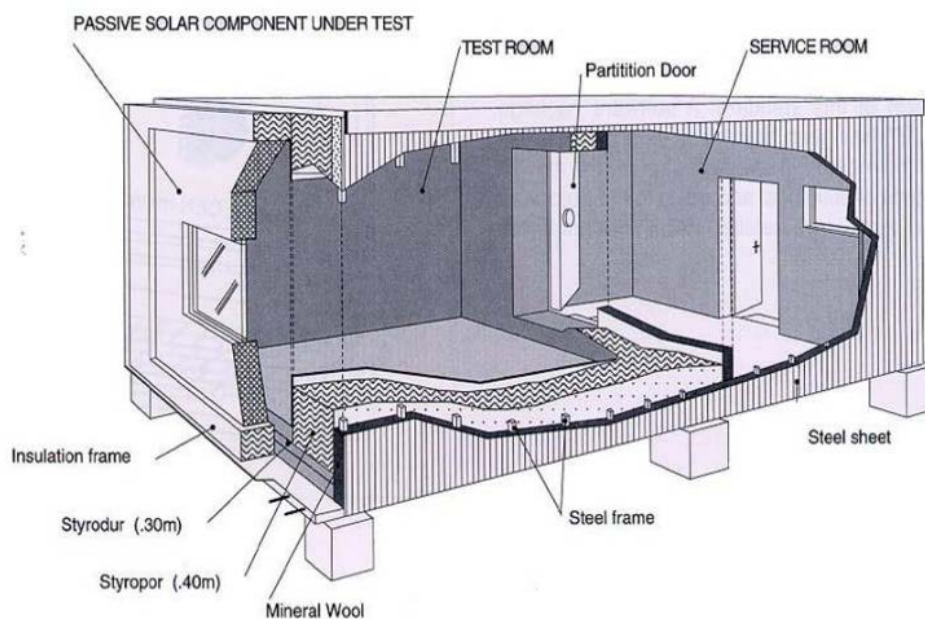 PASSIVE SOLAR COMPONENT UNDER TEST
TEST ROOM
SERVICE ROOM
Partitition Door
Insulation frame
Steel sheet
Styrodur (.30m)
Steel frame
Styropor (.40m)
Mineral Wool